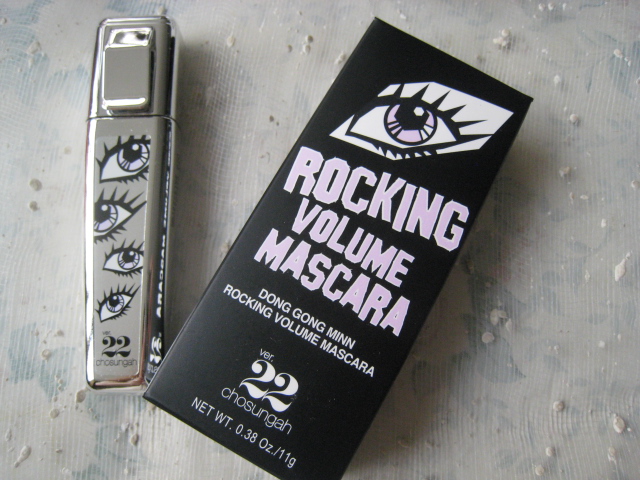 ROCKING
VOLUME
MASCARA
DONG GONG MINN
ROCKING VOLUME MASCARA
ver.
22
chosungah
NET WT. 0.38 Oz./11g
ver.
22
chosungah